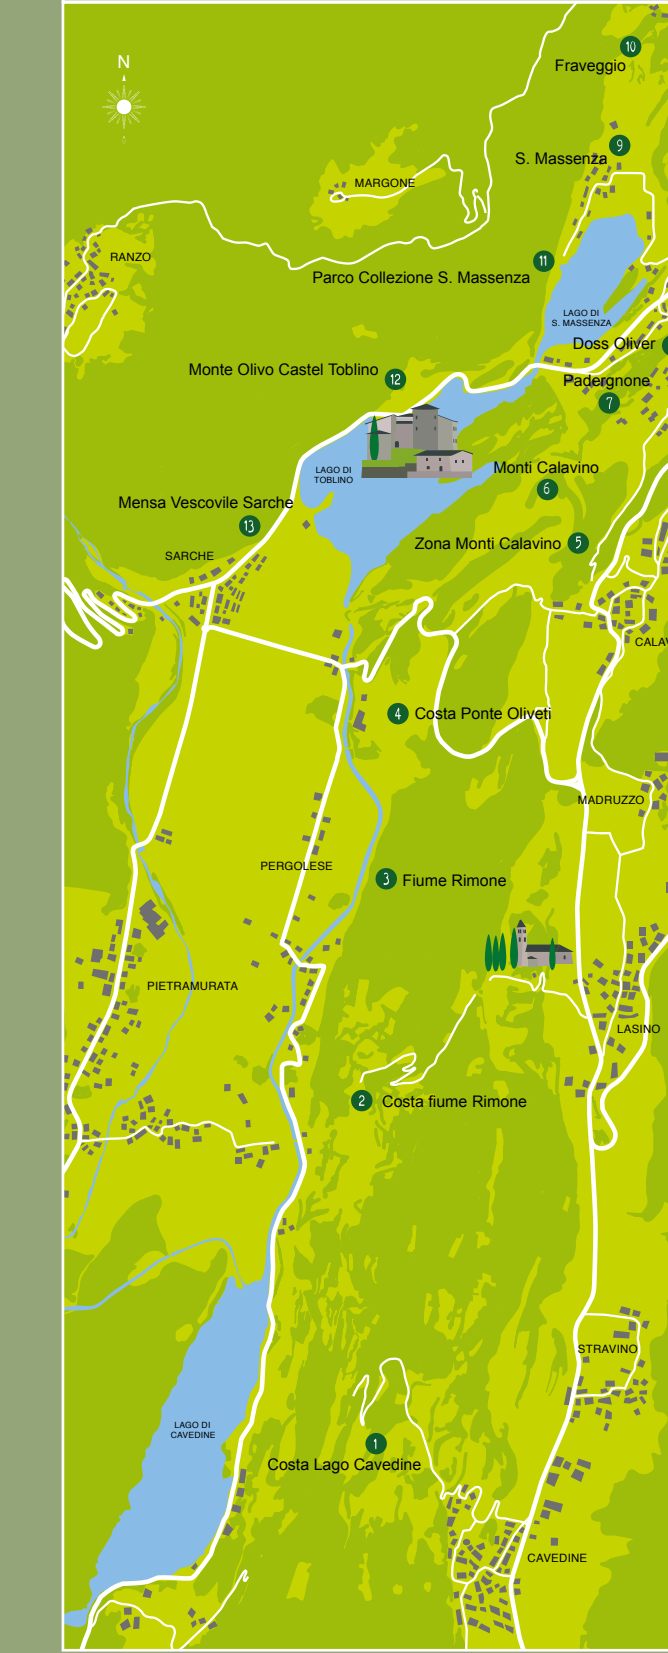 N
10
Fraveggio
9
S. Massenza
MARGONE
RANZO
11
Parco Collezione S. Massenza
LAGO DI
S. MASSENZA
Doss Oliver
Monte Olivo Castel Toblino
12
Padergnone
7
LAGO DI
TOBLINO
Monti Calavino
6
Mensa Vescovile Sarche
13
Zona Monti Calavino
5
SARCHE
CALAV
4
Costa Ponte Oliveti
MADRUZZO
PERGOLESE
3
Fiume Rimone
PIETRAMURATA
LASINO
2
Costa fiume Rimone
STRAVINO
LAGO DI
CAVEDINE
1
Costa Lago Cavedine
CAVEDINE